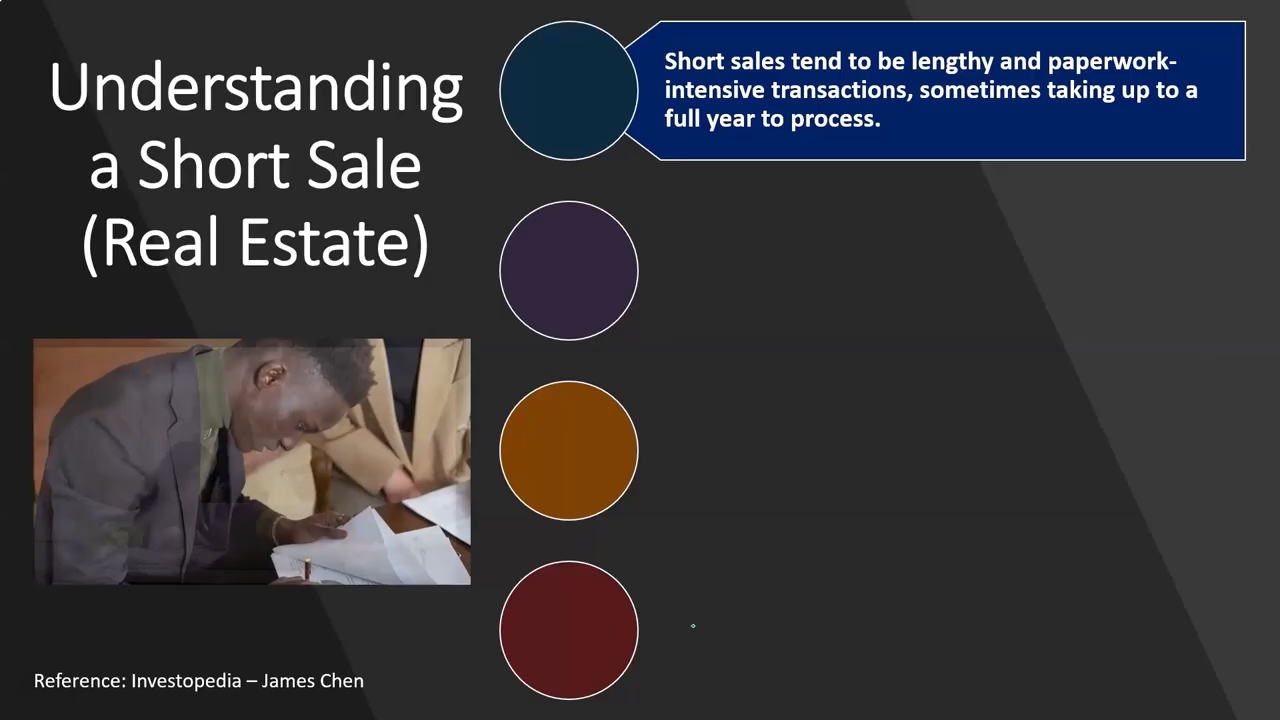 Understanding
a Short Sale
(Real Estate)
Short sales tend to be lengthy and paperwork-
intensive transactions, sometimes taking up to a
full year to process.
Reference: Investopedia – James Chen